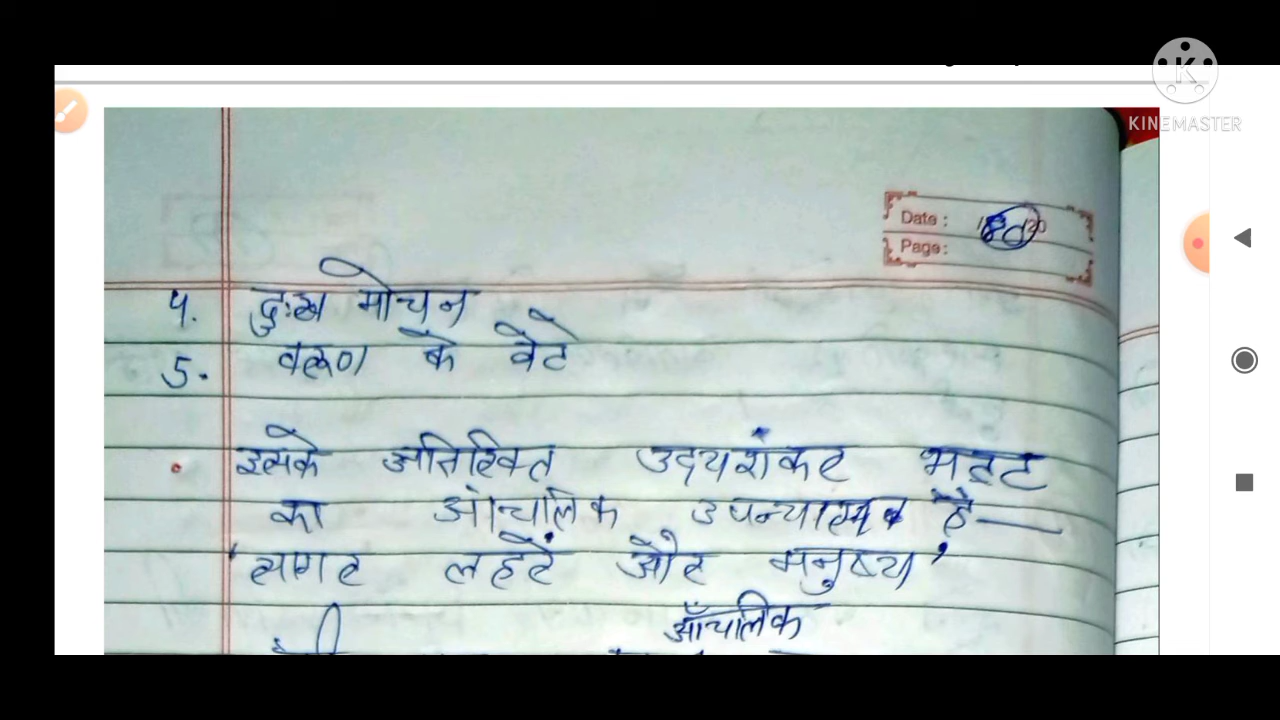 KINEMASTER
Date :
Page:
4. दुःख मोचन
5. वरुण के वेटे
इसके अतिरिक्त उदयशंकर भट्ट
का आंचलिक उपन्यास है —
'सागर लहरें और मनुष्य'
आँचलिक